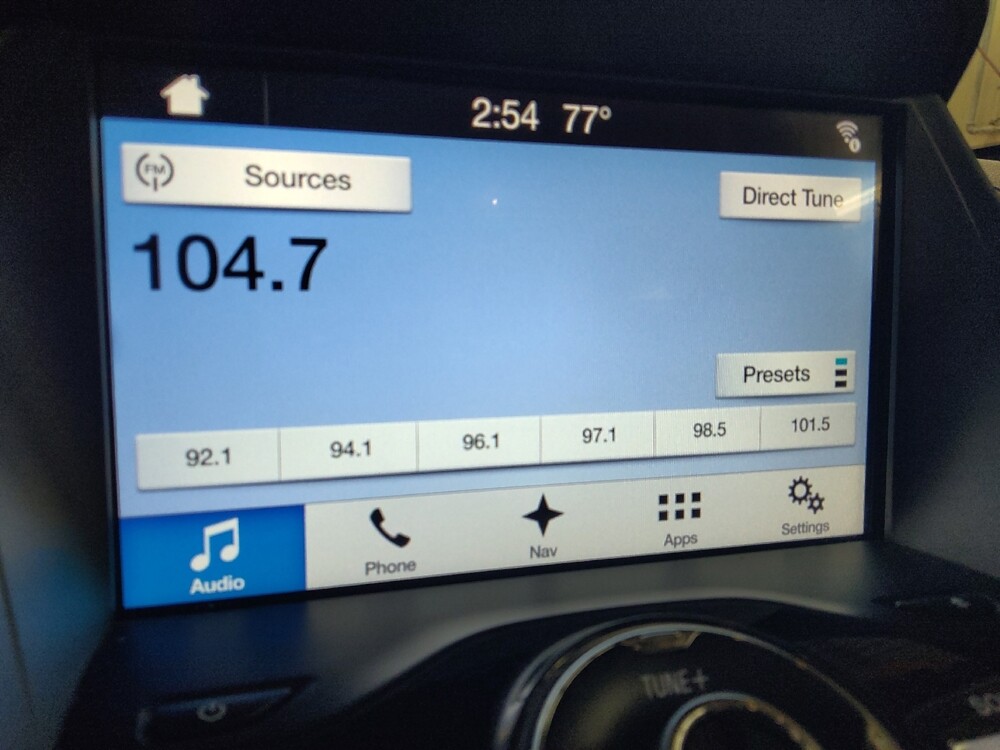 2:54 77°
FM Sources
Direct Tune
104.7
Presets
92.1 94.1 96.1 97.1 98.5 101.5
Audio Phone Nav Apps Settings
TUNE+